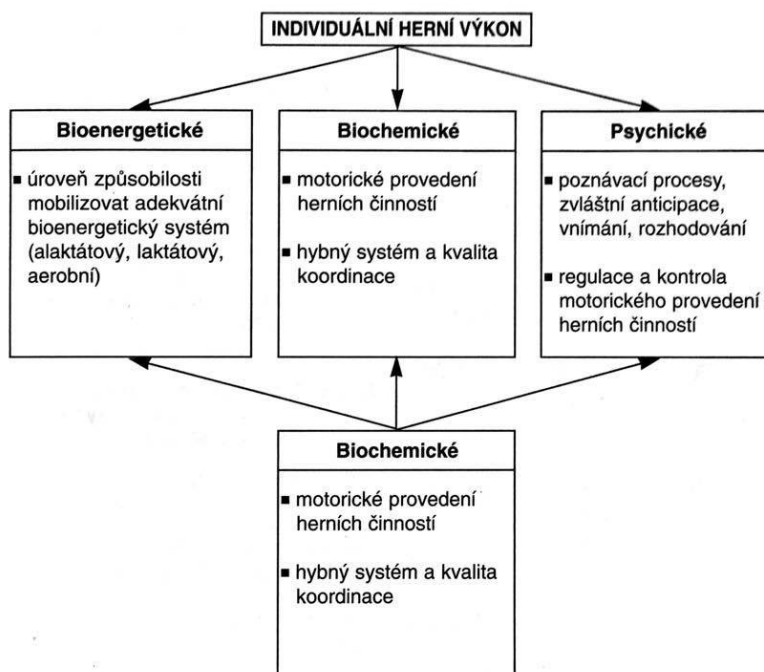 INDIVIDUÁLNÍ HERNÍ VÝKON
Bioenergetické
■ úroveň způsobilosti
mobilizovat adekvátní
bioenergetický systém
(alaktátový, laktátový,
aerobní)
Biochemické
■ motorické provedení
herních činností
■ hybný systém a kvalita
koordinace
Psychické
■ poznávací procesy,
zvláštní anticipace,
vnímání, rozhodování
■ regulace a kontrola
motorického provedení
herních činností
Biochemické
■ motorické provedení
herních činností
■ hybný systém a kvalita
koordinace